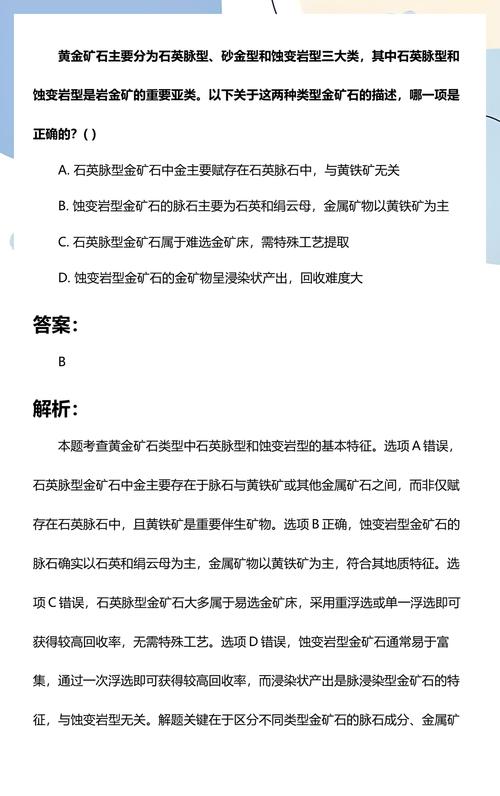 黄金矿石主要分为石英脉型、砂金型和蚀变岩型三大类，其中石英脉型和
蚀变岩型是岩金矿的重要亚类。以下关于这两种类型金矿石的描述，哪一项是
正确的？( )
A. 石英脉型金矿石中金主要赋存在石英脉石中，与黄铁矿无关
B. 蚀变岩型金矿石的脉石主要为石英和绢云母，金属矿物以黄铁矿为主
C. 石英脉型金矿石属于难选金矿床，需特殊工艺提取
D. 蚀变岩型金矿石的金矿物呈浸染状产出，回收难度大
答案：
B
解析：
本题考查黄金矿石类型中石英脉型和蚀变岩型的基本特征。选项 A 错误，
石英脉型金矿石中金主要存在于脉石与黄铁矿或其他金属矿石之间，而非仅赋
存在石英脉石中，且黄铁矿是重要伴生矿物。选项 B 正确，蚀变岩型金矿石的
脉石确实以石英和绢云母为主，金属矿物以黄铁矿为主，符合其地质特征。选
项 C 错误，石英脉型金矿石大多属于易选金矿床，采用重浮选或单一浮选即可
获得较高回收率，无需特殊工艺。选项 D 错误，蚀变岩型金矿石通常易于富
集，通过一次浮选即可获得较高回收率，而浸染状产出是脉浸染型金矿石的特
征，与蚀变岩型无关。解题关键在于区分不同类型金矿石的脉石成分、金属矿